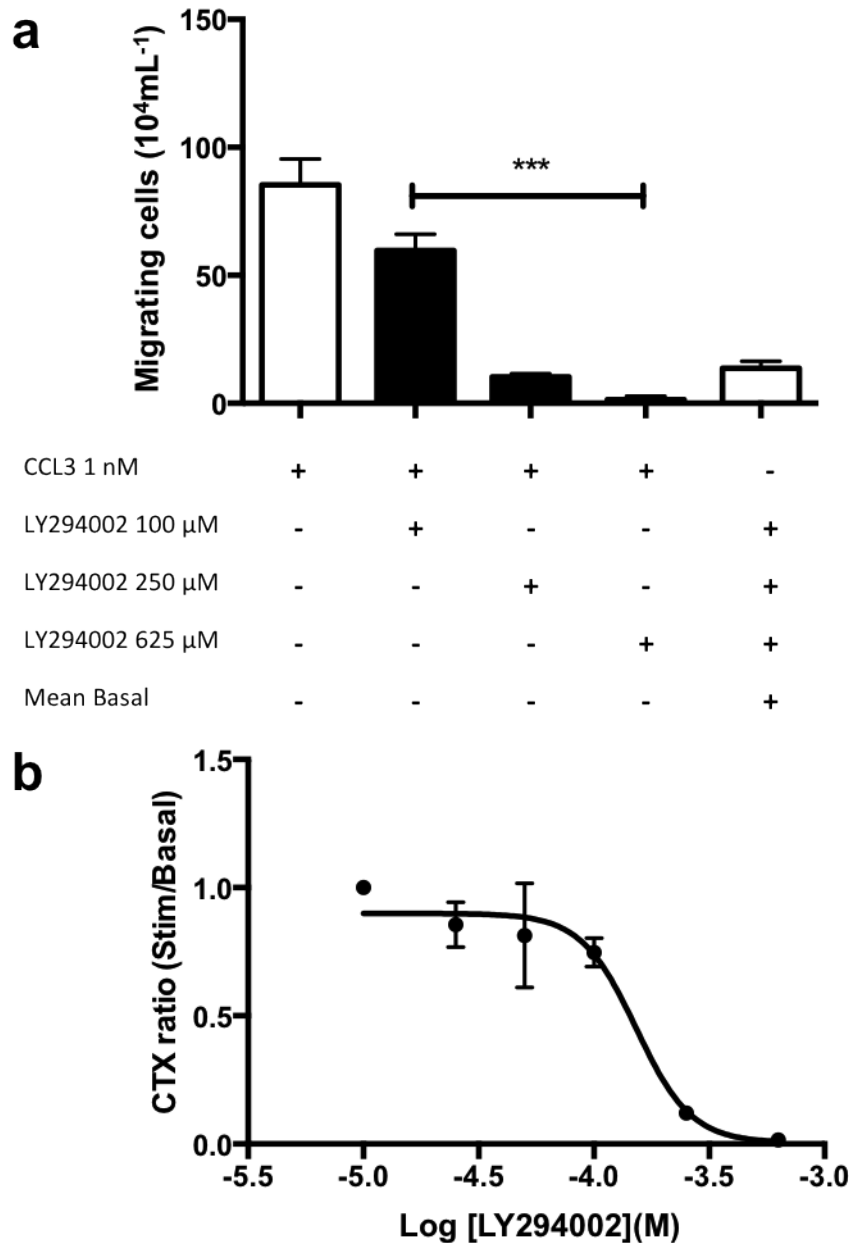 a
Migrating cells (10⁴mL⁻¹)
150
100
50
0
***
CCL3 1 nM + + + + -
LY294002 100 µM - + - - +
LY294002 250 µM - - + - +
LY294002 625 µM - - - + +
Mean Basal - - - - +
b
CTX ratio (Stim/Basal)
1.5
1.0
0.5
0.0
-5.5 -5.0 -4.5 -4.0 -3.5 -3.0
Log [LY294002](M)